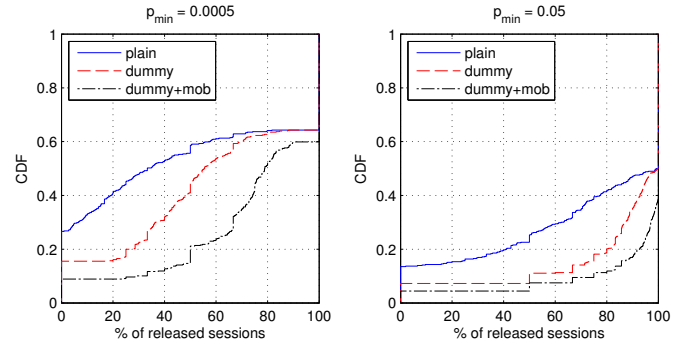 p_min = 0.0005
1
0.8
0.6
0.4
0.2
0
CDF
plain
dummy
dummy+mob
0 20 40 60 80 100
% of released sessions
p_min = 0.05
1
0.8
0.6
0.4
0.2
0
CDF
plain
dummy
dummy+mob
0 20 40 60 80 100
% of released sessions